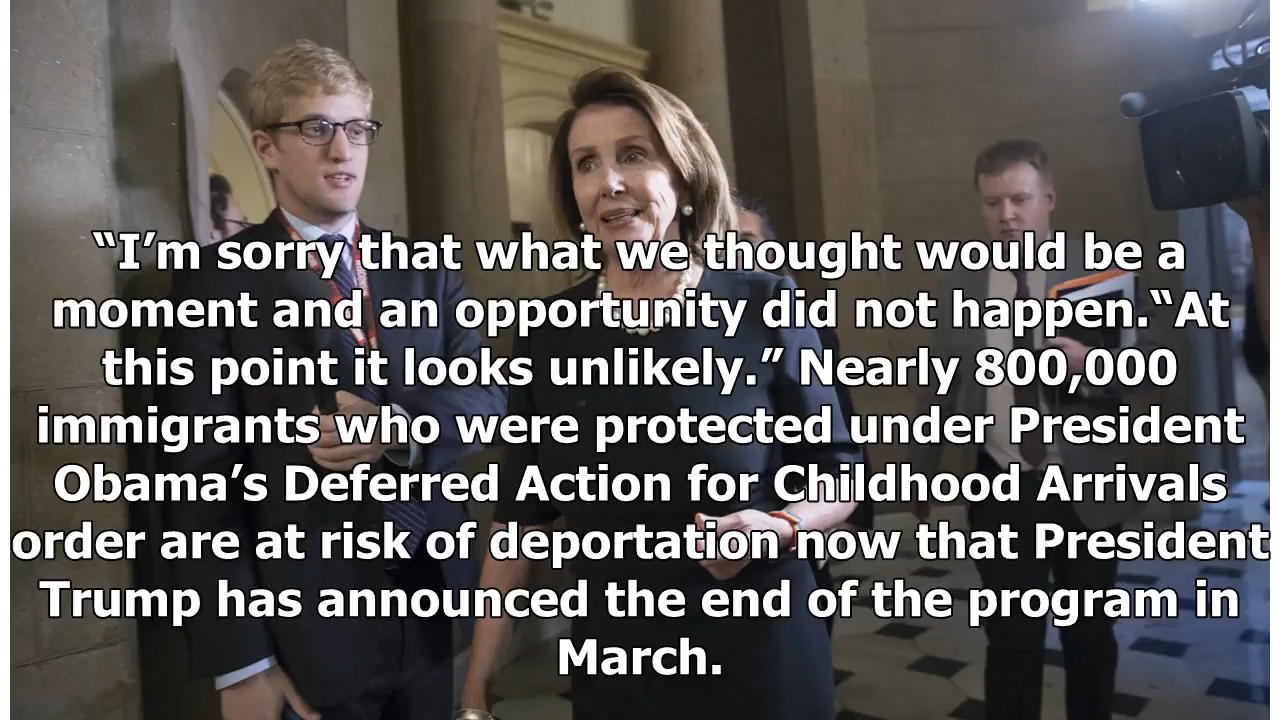 “I’m sorry that what we thought would be a
moment and an opportunity did not happen.“At
this point it looks unlikely.” Nearly 800,000
immigrants who were protected under President
Obama’s Deferred Action for Childhood Arrivals
order are at risk of deportation now that President
Trump has announced the end of the program in
March.